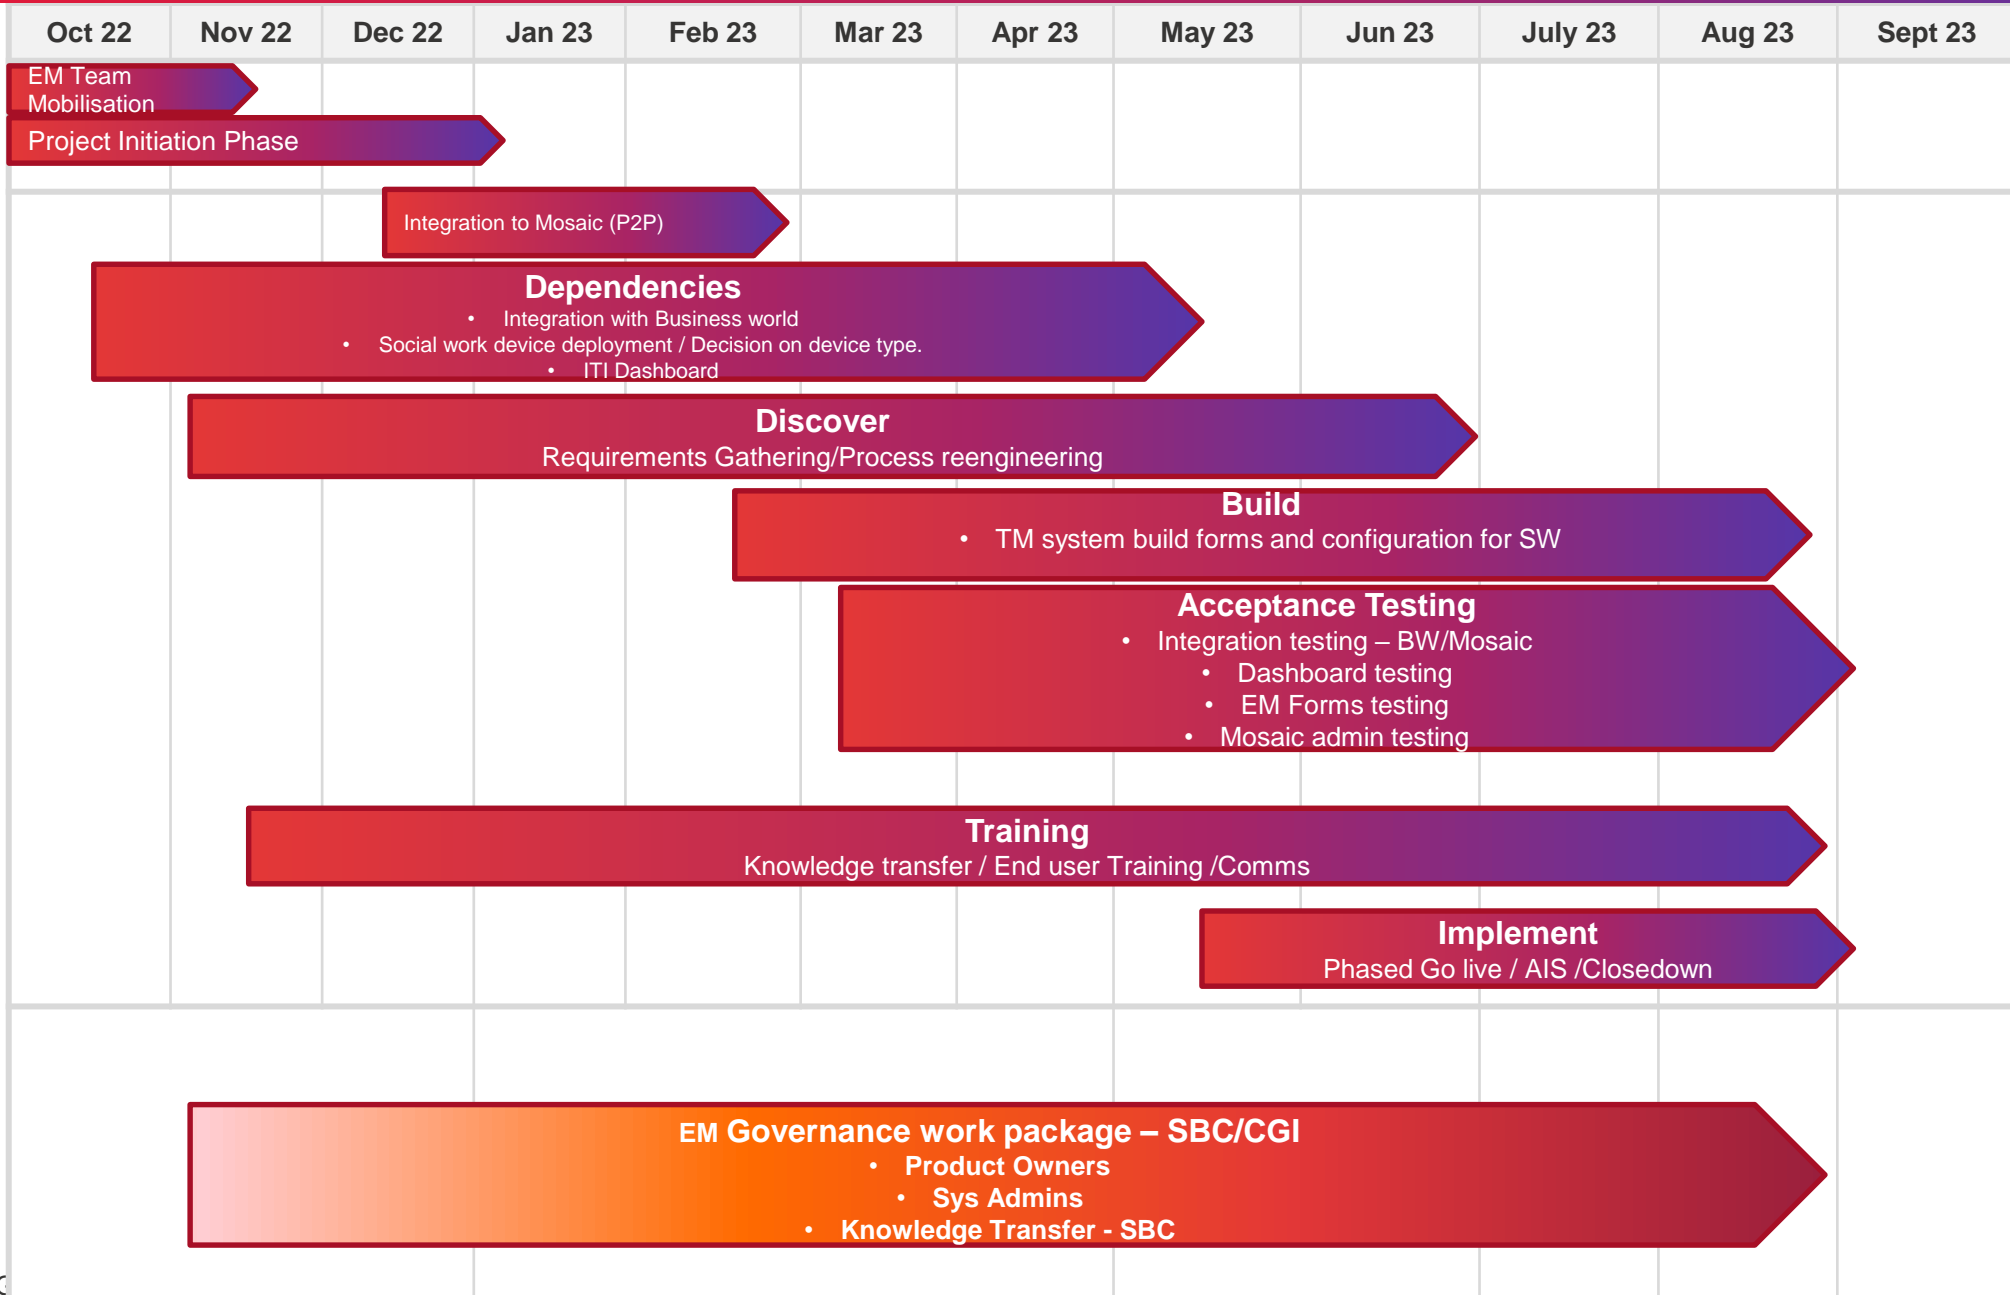 Oct 22 Nov 22 Dec 22 Jan 23 Feb 23 Mar 23 Apr 23 May 23 Jun 23 July 23 Aug 23 Sept 23
EM Team
Mobilisation
Project Initiation Phase
Integration to Mosaic (P2P)
Dependencies
• Integration with Business world
• Social work device deployment / Decision on device type.
• ITI Dashboard
Discover
Requirements Gathering/Process reengineering
Build
• TM system build forms and configuration for SW
Acceptance Testing
• Integration testing – BW/Mosaic
• Dashboard testing
• EM Forms testing
• Mosaic admin testing
Training
Knowledge transfer / End user Training /Comms
Implement
Phased Go live / AIS /Closedown
EM Governance work package – SBC/CGI
• Product Owners
• Sys Admins
• Knowledge Transfer - SBC